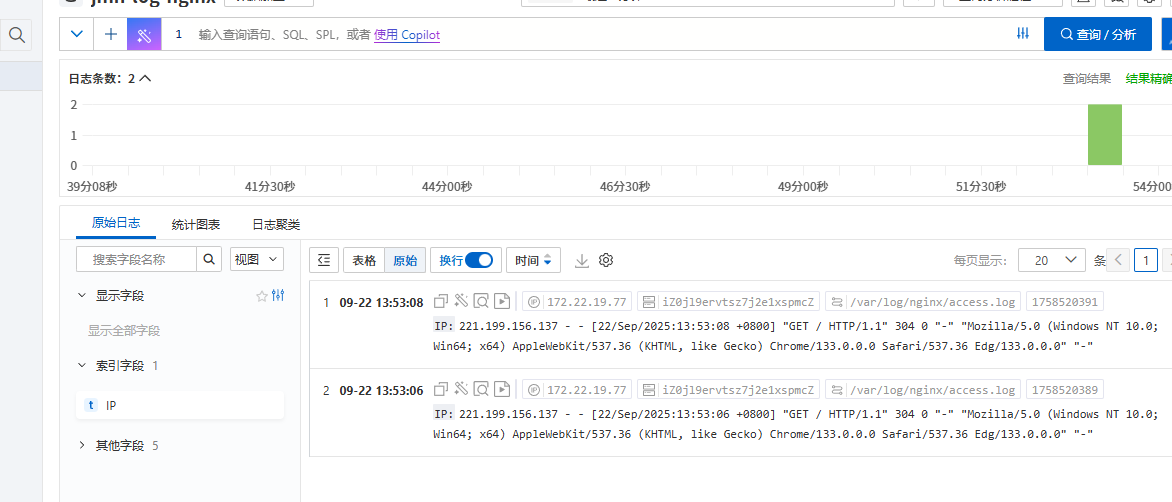 1 输入查询语句、SQL、SPL，或者 使用 Copilot
查询 / 分析
日志条数：2
查询结果 结果精确
2
1
0
39分08秒 41分30秒 44分00秒 46分30秒 49分00秒 51分30秒 54分00
原始日志 统计图表 日志聚类
搜索字段名称 视图
表格 原始 换行 时间
每页显示： 20 条 1
显示字段
显示全部字段
索引字段 1
t IP
其他字段 5
1 09-22 13:53:08 172.22.19.77 iZ0jl9ervtsz7j2e1xspmcZ /var/log/nginx/access.log 1758520391
IP: 221.199.156.137 - - [22/Sep/2025:13:53:08 +0800] "GET / HTTP/1.1" 304 0 "-" "Mozilla/5.0 (Windows NT 10.0;
Win64; x64) AppleWebKit/537.36 (KHTML, like Gecko) Chrome/133.0.0.0 Safari/537.36 Edg/133.0.0.0" "-"
2 09-22 13:53:06 172.22.19.77 iZ0jl9ervtsz7j2e1xspmcZ /var/log/nginx/access.log 1758520389
IP: 221.199.156.137 - - [22/Sep/2025:13:53:06 +0800] "GET / HTTP/1.1" 304 0 "-" "Mozilla/5.0 (Windows NT 10.0;
Win64; x64) AppleWebKit/537.36 (KHTML, like Gecko) Chrome/133.0.0.0 Safari/537.36 Edg/133.0.0.0" "-"